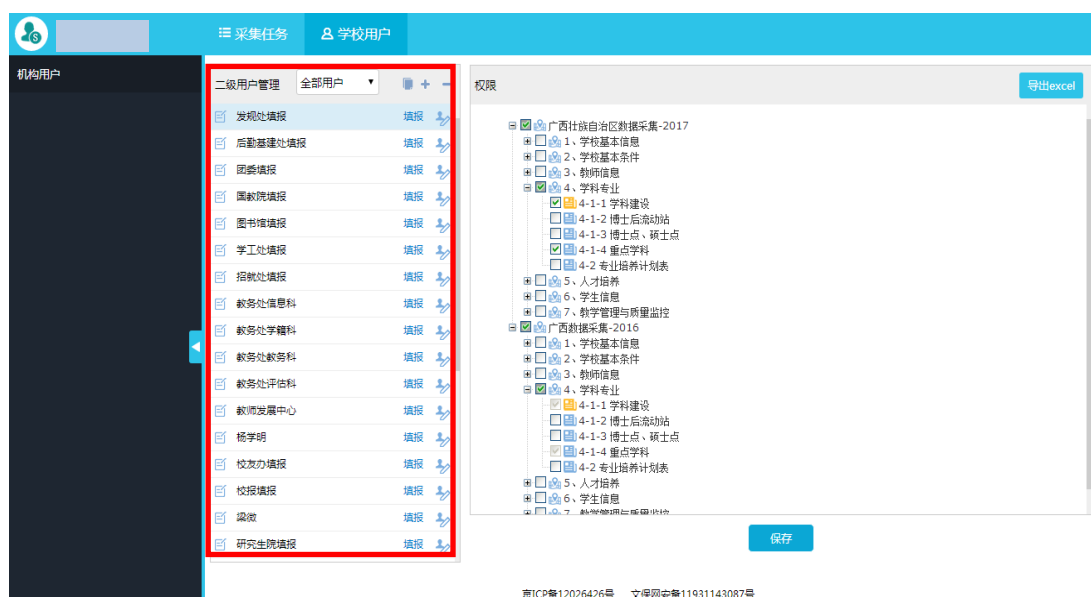 采集任务 学校用户
机构用户
二级用户管理 全部用户
发规处填报 填报
后勤基建处填报 填报
团委填报 填报
国教院填报 填报
图书馆填报 填报
学工处填报 填报
招就处填报 填报
教务处信息科 填报
教务处学籍科 填报
教务处教务科 填报
教务处评估科 填报
教师发展中心 填报
杨学明 填报
校友办填报 填报
校报填报 填报
梁微 填报
研究生院填报 填报
权限 导出excel
广西壮族自治区数据采集-2017
1、学校基本信息
2、学校基本条件
3、教师信息
4、学科专业
4-1-1 学科建设
4-1-2 博士后流动站
4-1-3 博士点、硕士点
4-1-4 重点学科
4-2 专业培养计划表
5、人才培养
6、学生信息
7、教学管理与质量监控
广西数据采集-2016
1、学校基本信息
2、学校基本条件
3、教师信息
4、学科专业
4-1-1 学科建设
4-1-2 博士后流动站
4-1-3 博士点、硕士点
4-1-4 重点学科
4-2 专业培养计划表
5、人才培养
6、学生信息
7、教学管理与质量监控
保存
京ICP备12026426号 文保网安备11931143087号